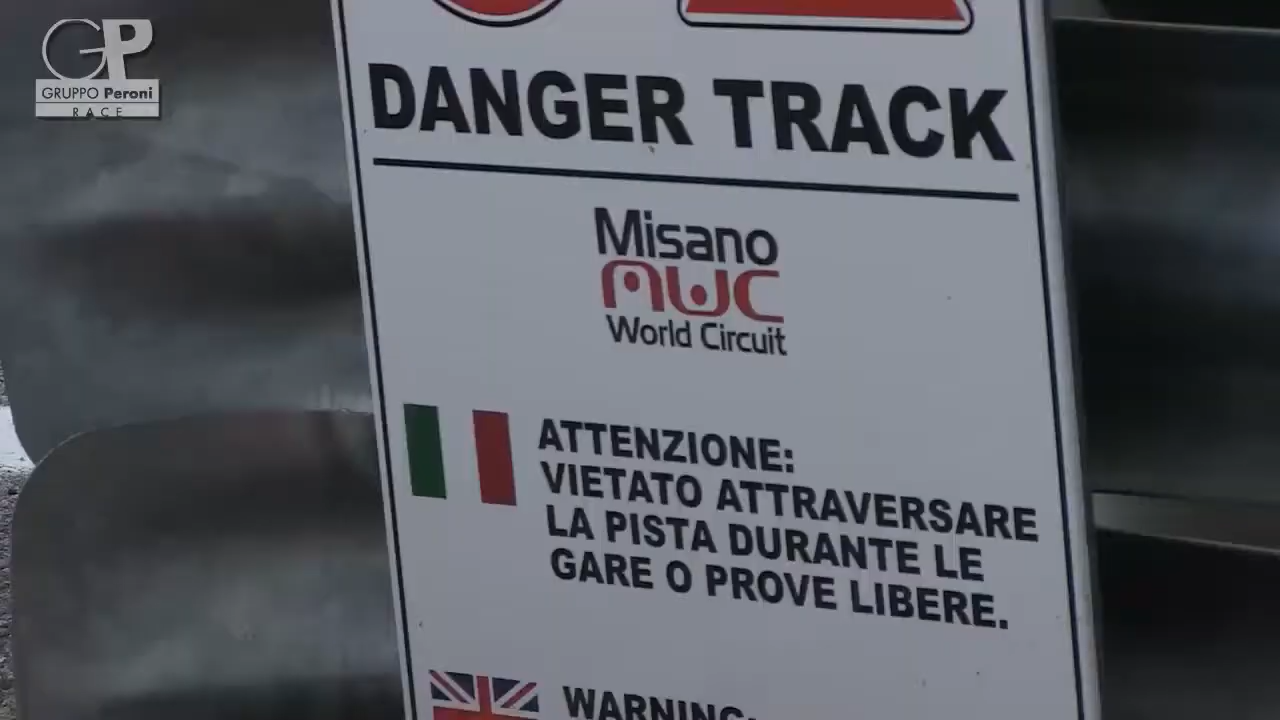 GP
GRUPPO Peroni
RACE
DANGER TRACK
Misano
MWC
World Circuit
ATTENZIONE:
VIETATO ATTRAVERSARE
LA PISTA DURANTE LE
GARE O PROVE LIBERE.
WARNING: